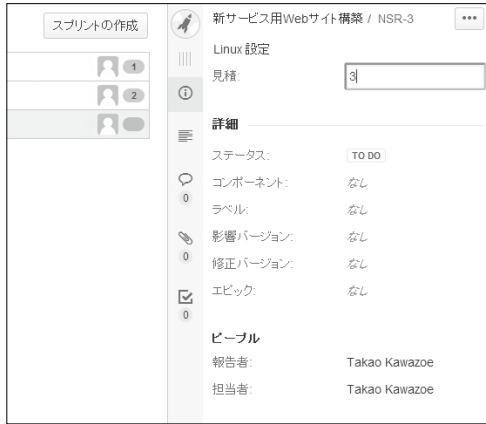 スプリントの作成
1
2
新サービス用Webサイト構築 / NSR-3
Linux 設定
見積:
3
詳細
ステータス:
TO DO
コンポーネント:
なし
ラベル:
なし
影響バージョン:
なし
修正バージョン:
なし
エピック:
なし
0
0
0
ピープル
報告者:
Takao Kawazoe
担当者:
Takao Kawazoe